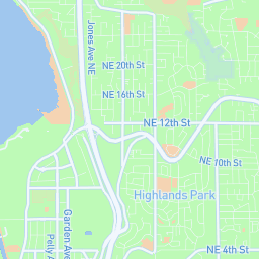 Jones Ave NE
NE 20th St
NE 16th St
NE 12th St
NE 10th St
Highlands Park
Garden Ave
Pelly A
NE 4th St